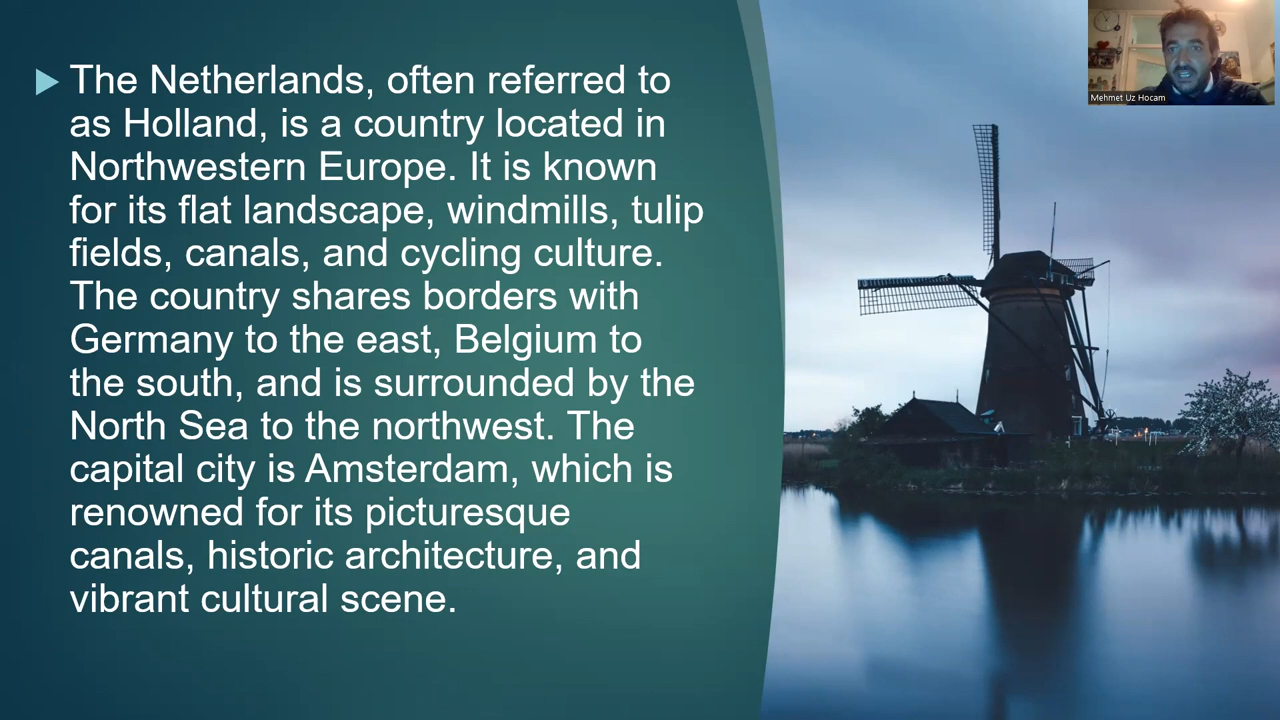 The Netherlands, often referred to
as Holland, is a country located in
Northwestern Europe. It is known
for its flat landscape, windmills, tulip
fields, canals, and cycling culture.
The country shares borders with
Germany to the east, Belgium to
the south, and is surrounded by the
North Sea to the northwest. The
capital city is Amsterdam, which is
renowned for its picturesque
canals, historic architecture, and
vibrant cultural scene.
Mehmet Uz Hocam